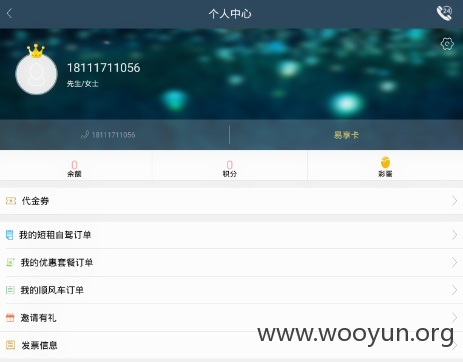 个人中心
24
18111711056
先生/女士
18111711056
易享卡
0
0
余额
积分
彩蛋
代金券
我的短租自驾订单
我的优惠套餐订单
我的顺风车订单
邀请有礼
www.wooyun.org
发票信息